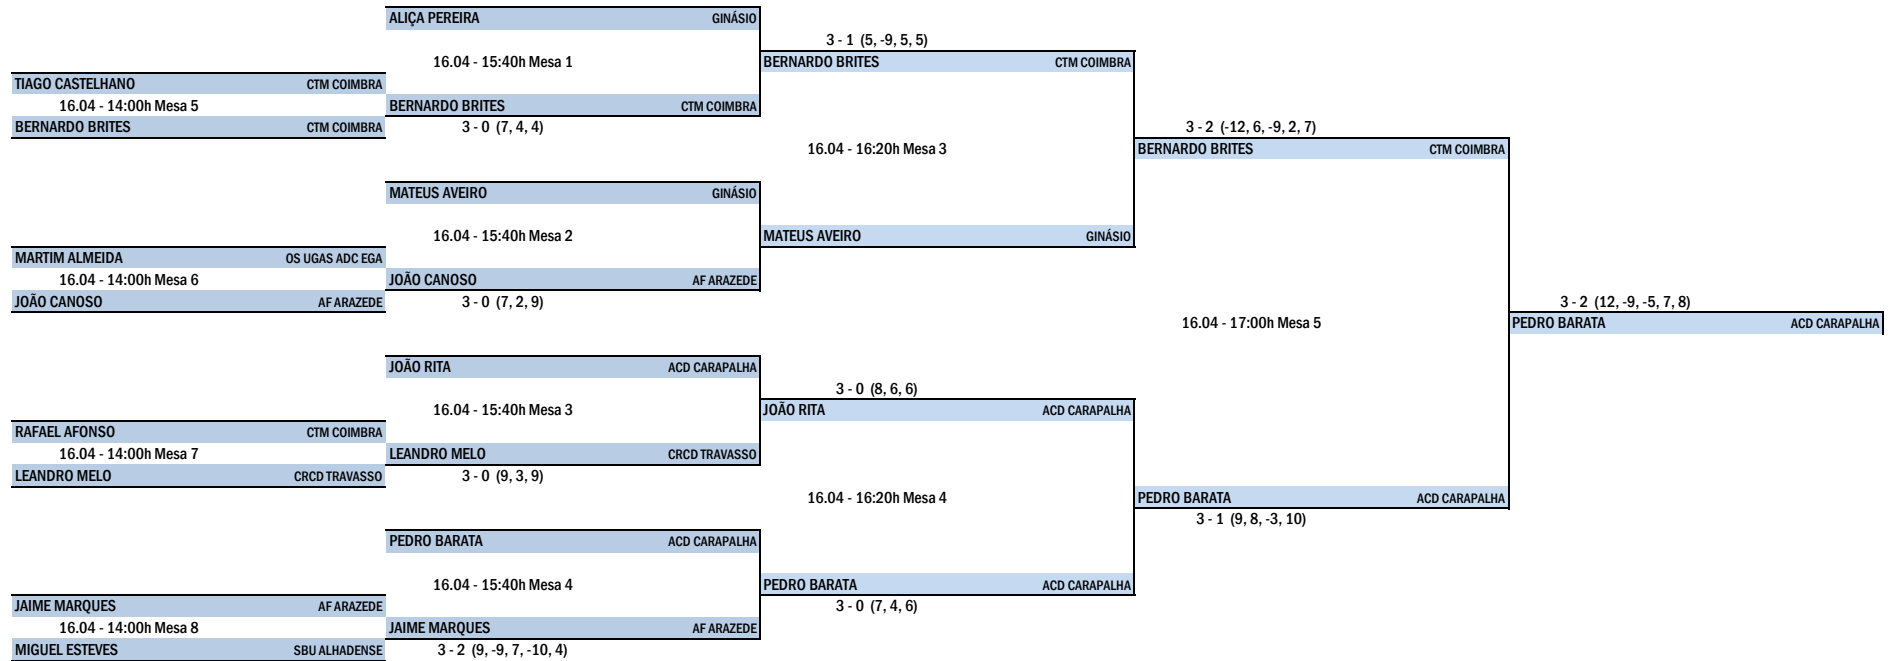 ALIÇA PEREIRA GINÁSIO
3 - 1 (5, -9, 5, 5)
16.04 - 15:40h Mesa 1 BERNARDO BRITES CTM COIMBRA
TIAGO CASTELHANO CTM COIMBRA
16.04 - 14:00h Mesa 5 BERNARDO BRITES CTM COIMBRA
BERNARDO BRITES CTM COIMBRA 3 - 0 (7, 4, 4) 3 - 2 (-12, 6, -9, 2, 7)
16.04 - 16:20h Mesa 3 BERNARDO BRITES CTM COIMBRA
MATEUS AVEIRO GINÁSIO
16.04 - 15:40h Mesa 2 MATEUS AVEIRO GINÁSIO
MARTIM ALMEIDA OS UGAS ADC EGA
16.04 - 14:00h Mesa 6 JOÃO CANOSO AF ARAZEDE
JOÃO CANOSO AF ARAZEDE 3 - 0 (7, 2, 9) 3 - 2 (12, -9, -5, 7, 8)
16.04 - 17:00h Mesa 5 PEDRO BARATA ACD CARAPALHA
JOÃO RITA ACD CARAPALHA
3 - 0 (8, 6, 6)
16.04 - 15:40h Mesa 3 JOÃO RITA ACD CARAPALHA
RAFAEL AFONSO CTM COIMBRA
16.04 - 14:00h Mesa 7 LEANDRO MELO CRCD TRAVASSO
LEANDRO MELO CRCD TRAVASSO 3 - 0 (9, 3, 9)
16.04 - 16:20h Mesa 4 PEDRO BARATA ACD CARAPALHA
3 - 1 (9, 8, -3, 10)
PEDRO BARATA ACD CARAPALHA
16.04 - 15:40h Mesa 4 PEDRO BARATA ACD CARAPALHA
JAIME MARQUES AF ARAZEDE 3 - 0 (7, 4, 6)
16.04 - 14:00h Mesa 8 JAIME MARQUES AF ARAZEDE
MIGUEL ESTEVES SBU ALHADENSE 3 - 2 (9, -9, 7, -10, 4)